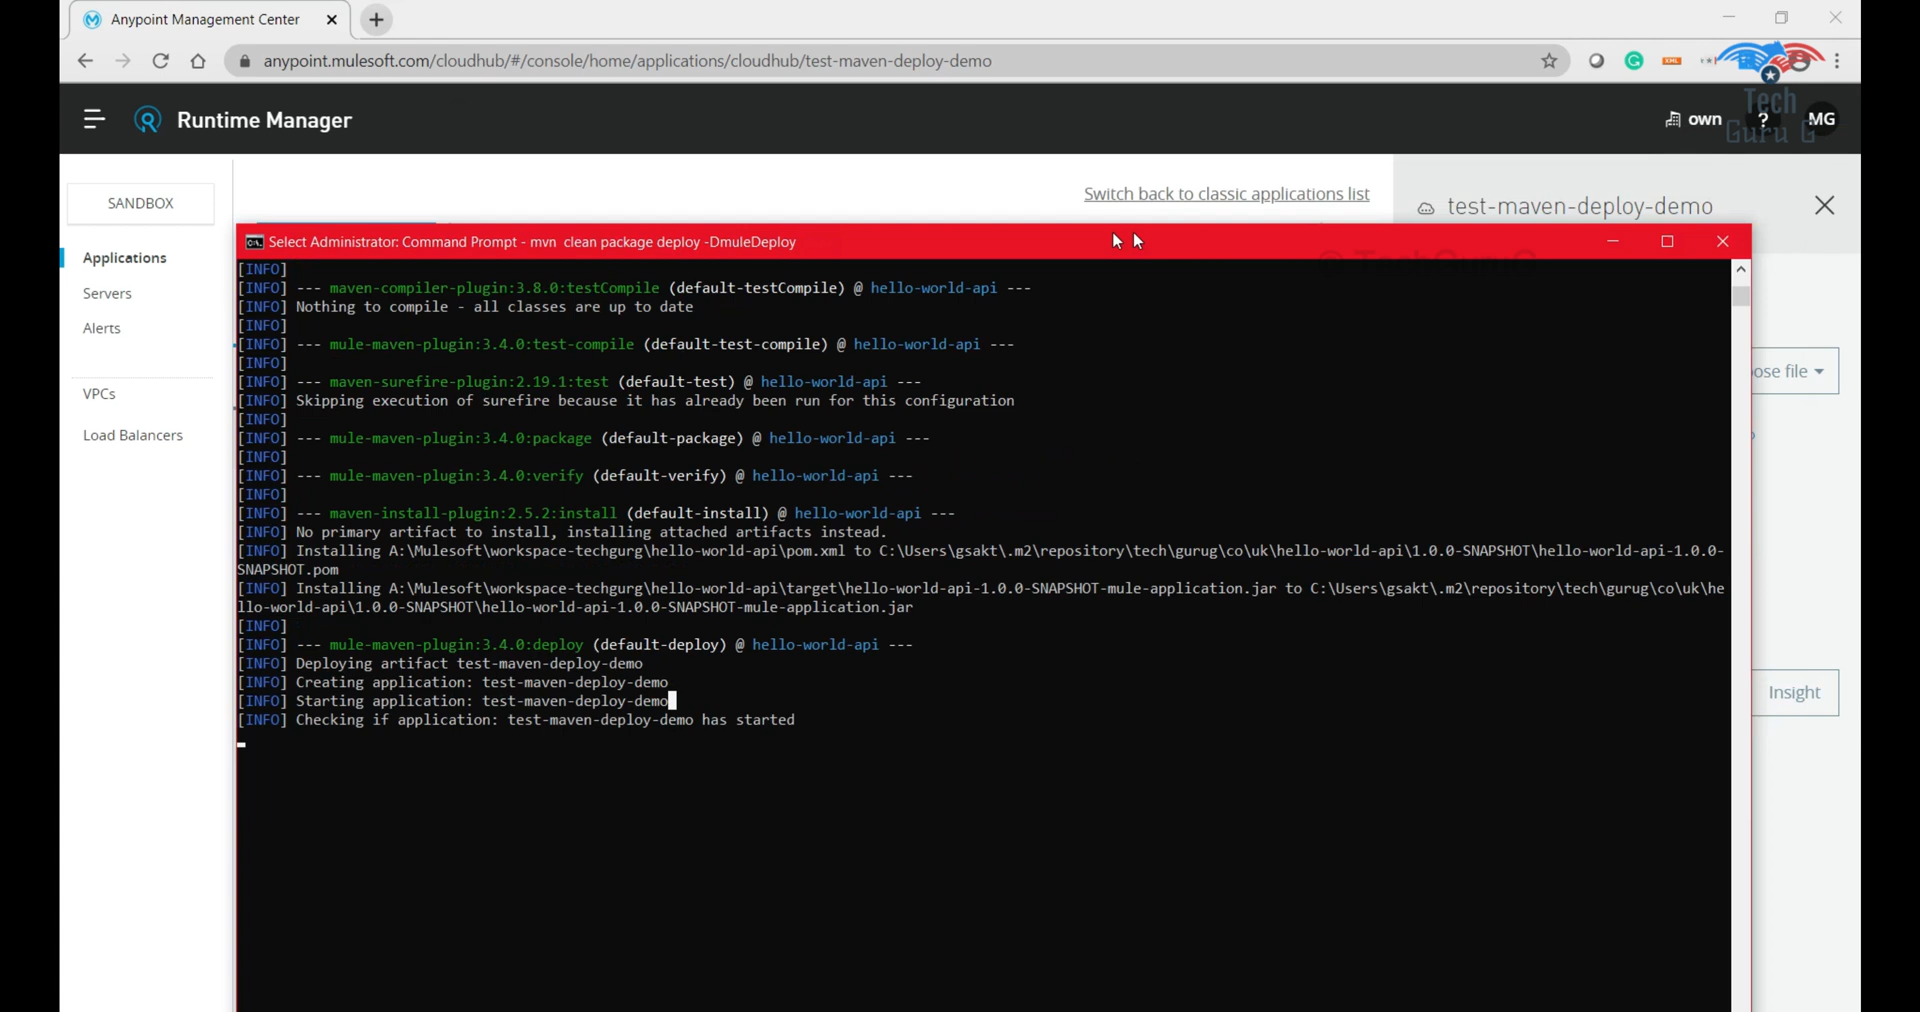 Anypoint Management Center
anypoint.mulesoft.com/cloudhub/#/console/home/applications/cloudhub/test-maven-deploy-demo
XML
Runtime Manager
own
?
MG
Tech
Guru G
SANDBOX
Applications
Servers
Alerts
VPCs
Load Balancers
Switch back to classic applications list
test-maven-deploy-demo
Select Administrator: Command Prompt - mvn  clean package deploy -DmuleDeploy
© TechGuruG
[INFO]
[INFO] --- maven-compiler-plugin:3.8.0:testCompile (default-testCompile) @ hello-world-api ---
[INFO] Nothing to compile - all classes are up to date
[INFO]
[INFO] --- mule-maven-plugin:3.4.0:test-compile (default-test-compile) @ hello-world-api ---
[INFO]
[INFO] --- maven-surefire-plugin:2.19.1:test (default-test) @ hello-world-api ---
[INFO] Skipping execution of surefire because it has already been run for this configuration
[INFO]
[INFO] --- mule-maven-plugin:3.4.0:package (default-package) @ hello-world-api ---
[INFO]
[INFO] --- mule-maven-plugin:3.4.0:verify (default-verify) @ hello-world-api ---
[INFO]
[INFO] --- maven-install-plugin:2.5.2:install (default-install) @ hello-world-api ---
[INFO] No primary artifact to install, installing attached artifacts instead.
[INFO] Installing A:\Mulesoft\workspace-techgurg\hello-world-api\pom.xml to C:\Users\gsakt\.m2\repository\tech\gurug\co\uk\hello-world-api\1.0.0-SNAPSHOT\hello-world-api-1.0.0-
SNAPSHOT.pom
[INFO] Installing A:\Mulesoft\workspace-techgurg\hello-world-api\target\hello-world-api-1.0.0-SNAPSHOT-mule-application.jar to C:\Users\gsakt\.m2\repository\tech\gurug\co\uk\he
llo-world-api\1.0.0-SNAPSHOT\hello-world-api-1.0.0-SNAPSHOT-mule-application.jar
[INFO]
[INFO] --- mule-maven-plugin:3.4.0:deploy (default-deploy) @ hello-world-api ---
[INFO] Deploying artifact test-maven-deploy-demo
[INFO] Creating application: test-maven-deploy-demo
[INFO] Starting application: test-maven-deploy-demo
[INFO] Checking if application: test-maven-deploy-demo has started
ose file
Insight